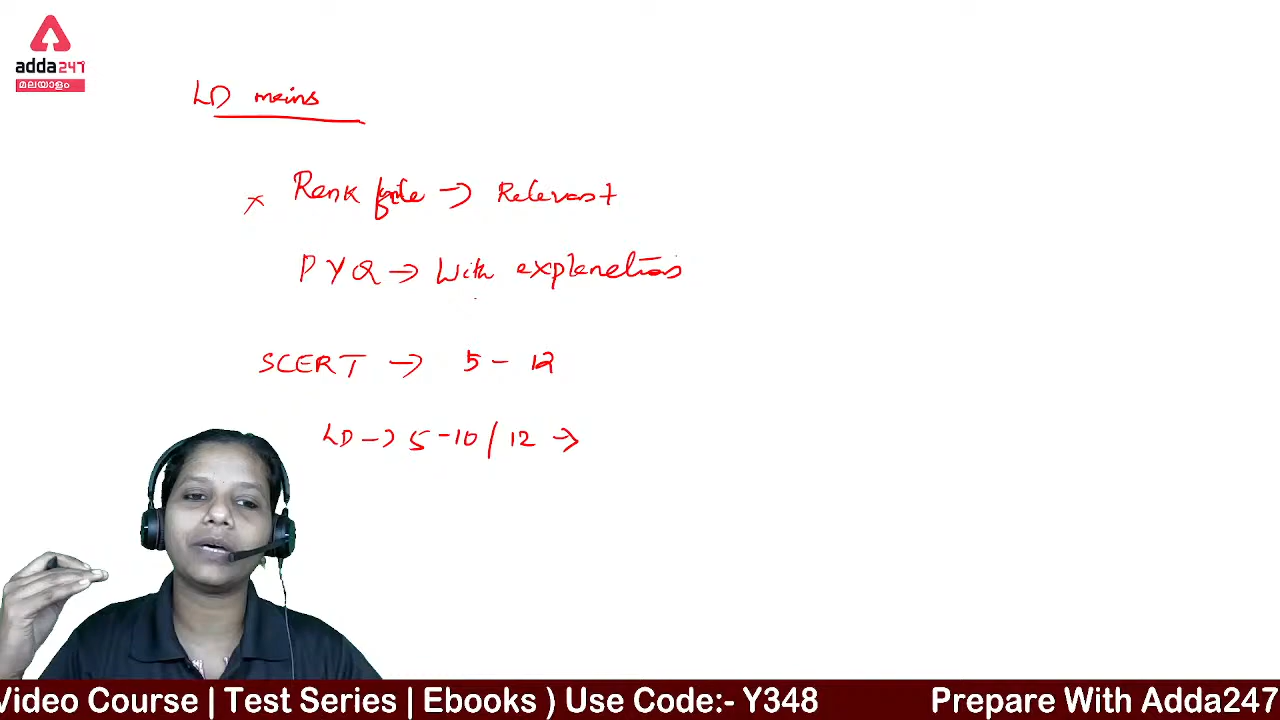 adda247
മലയാളം
LD mains
x Rank file → Relevant
PYQ → With explanations
SCERT → 5 - 12
LD → 5-10 / 12 →
Video Course | Test Series | Ebooks ) Use Code:- Y348 Prepare With Adda247